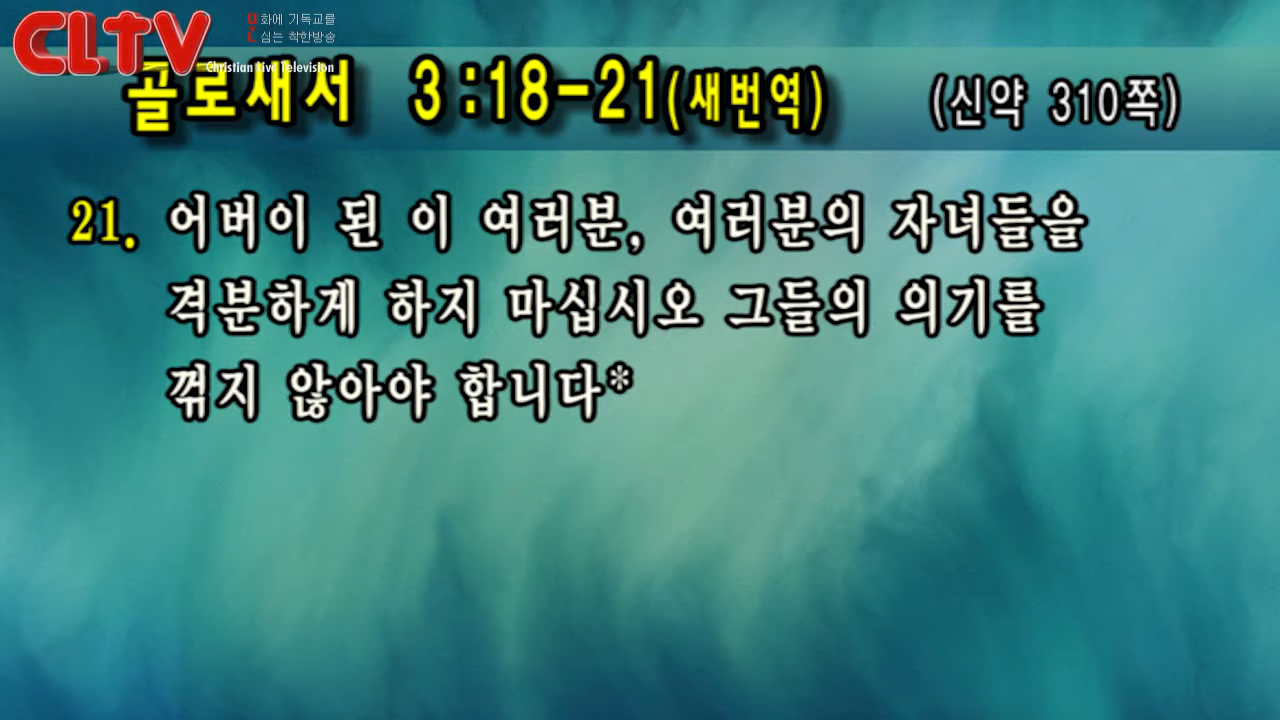 CLTV
문화에 기독교를
심는 착한방송
Christian Live Television
골로새서 3:18-21(새번역) (신약 310쪽)
21. 어버이 된 이 여러분, 여러분의 자녀들을
격분하게 하지 마십시오 그들의 의기를
꺾지 않아야 합니다*